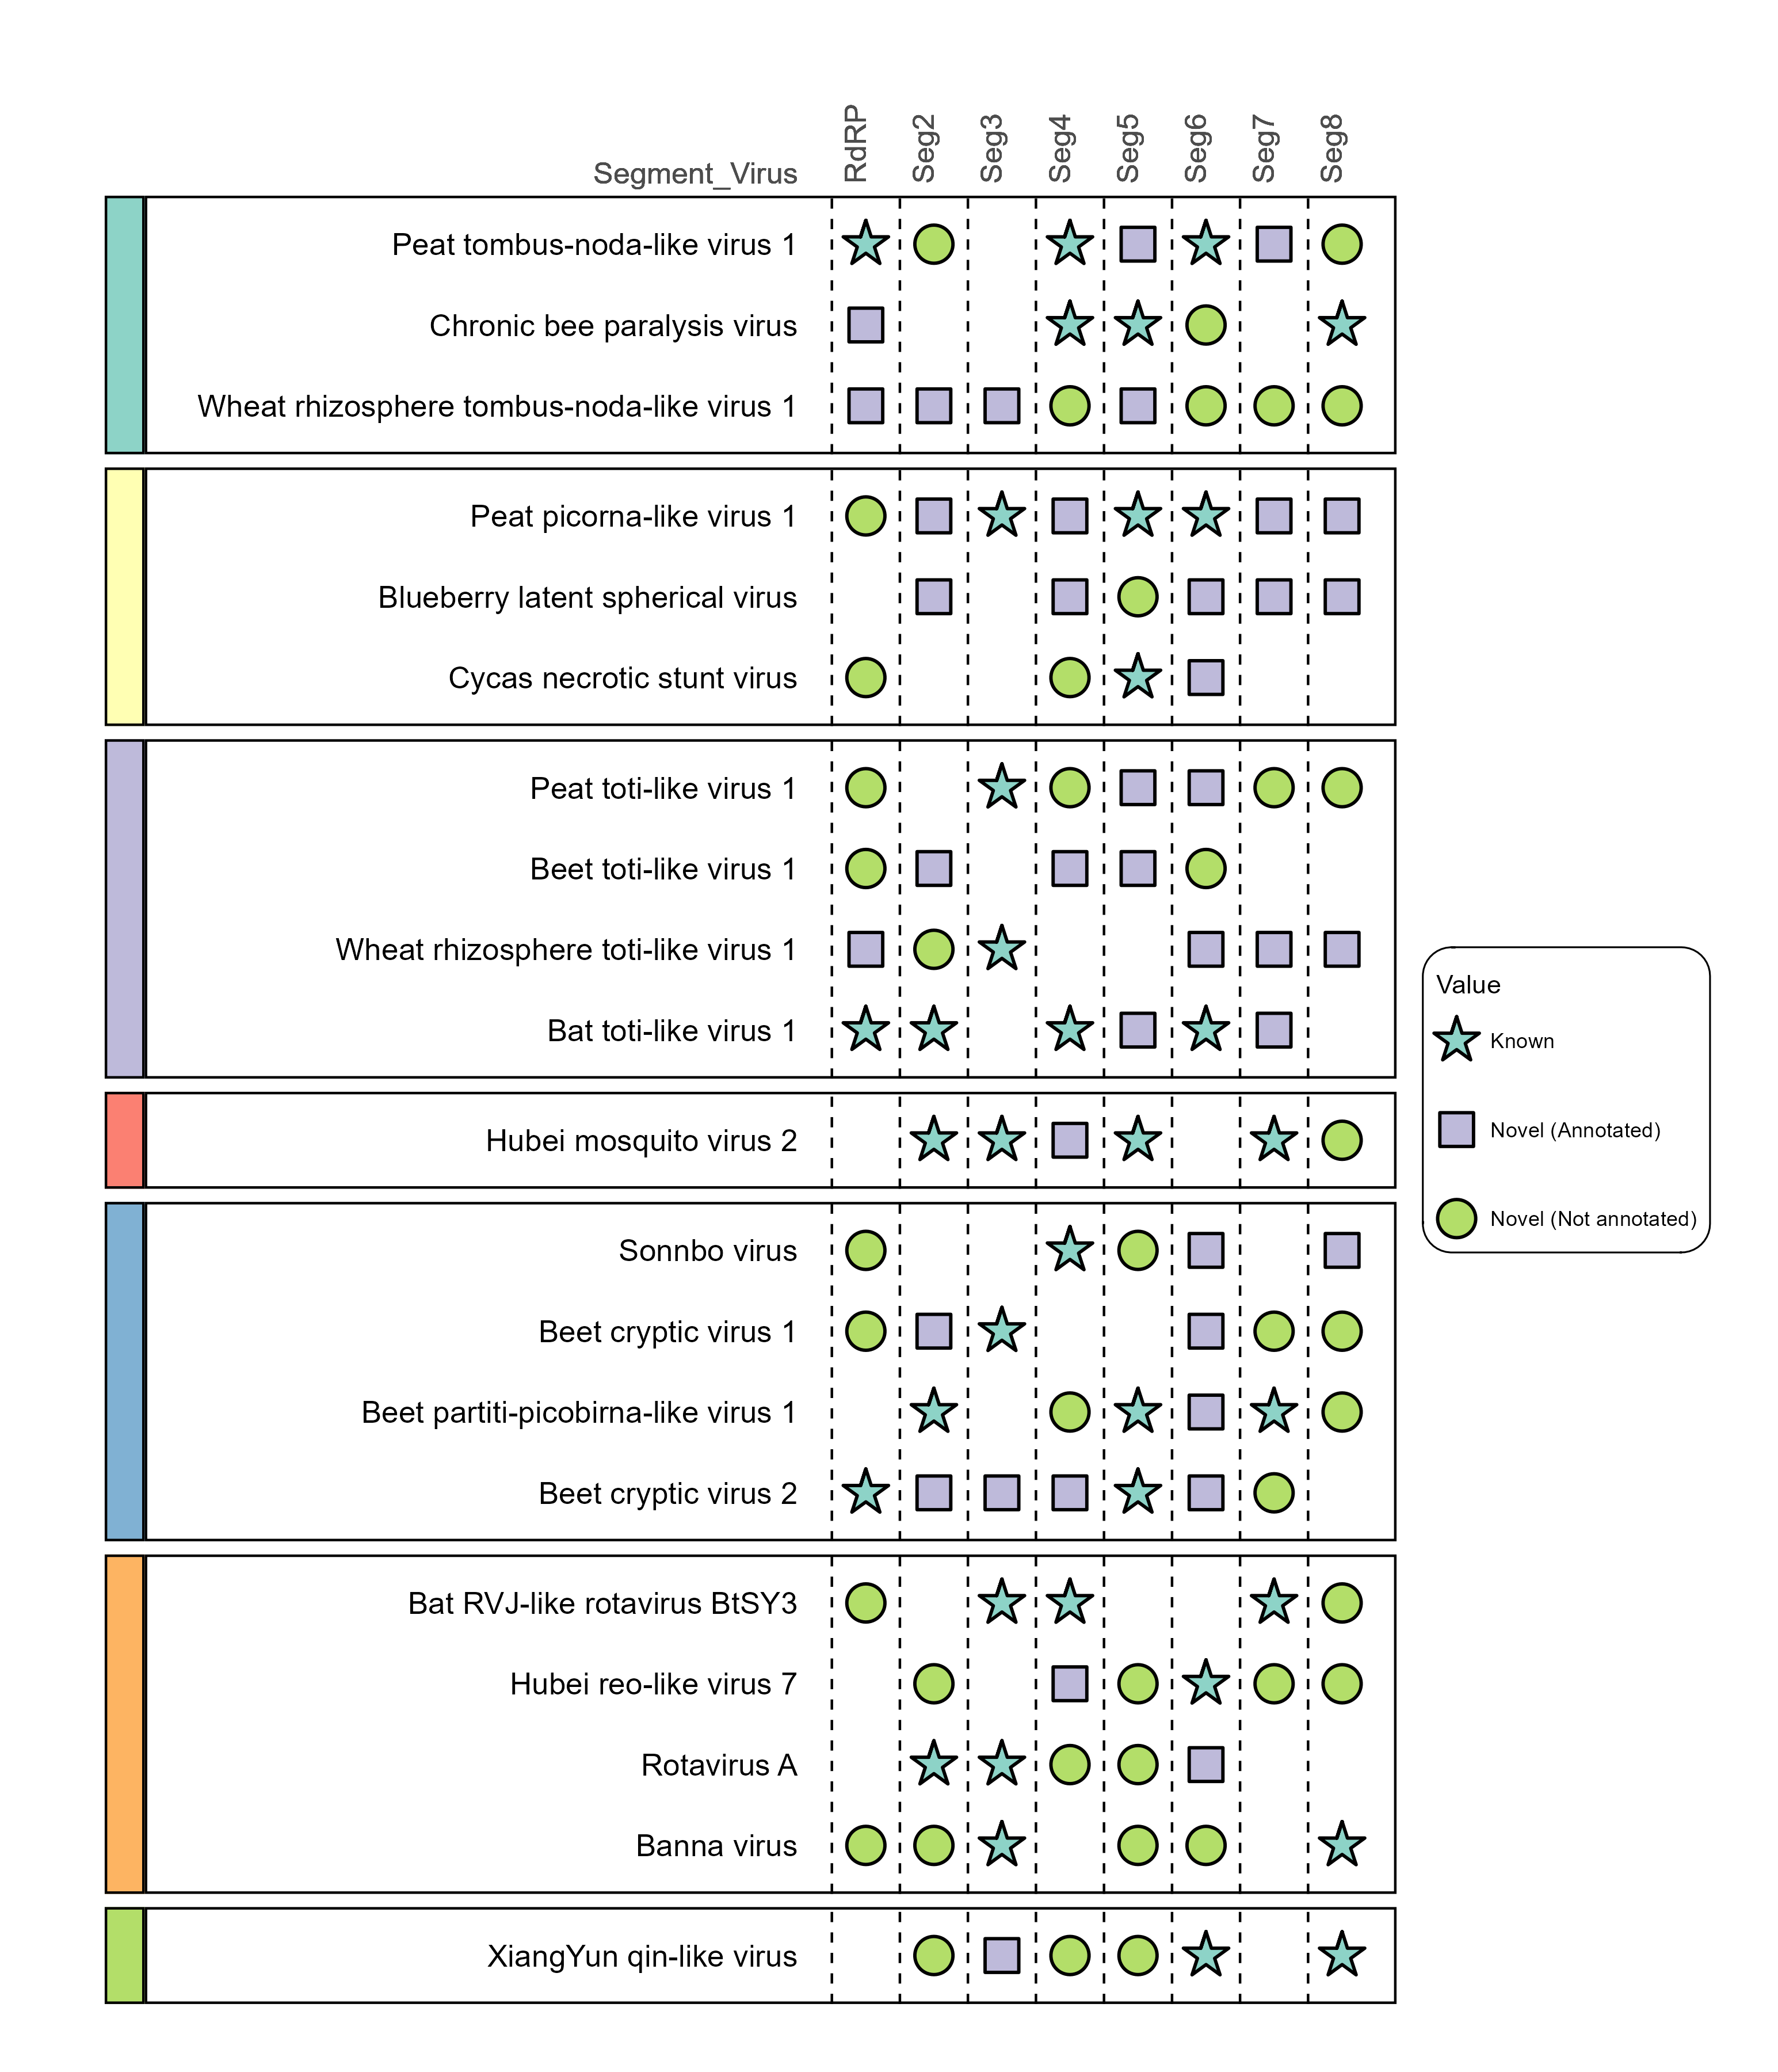 RdRP
Seg2
Seg3
Seg4
Seg5
Seg6
Seg7
Seg8
Segment_Virus
Peat tombus-noda-like virus 1
Chronic bee paralysis virus
Wheat rhizosphere tombus-noda-like virus 1
Peat picorna-like virus 1
Blueberry latent spherical virus
Cycas necrotic stunt virus
Peat toti-like virus 1
Beet toti-like virus 1
Wheat rhizosphere toti-like virus 1
Bat toti-like virus 1
Hubei mosquito virus 2
Sonnbo virus
Beet cryptic virus 1
Beet partiti-picobirna-like virus 1
Beet cryptic virus 2
Bat RVJ-like rotavirus BtSY3
Hubei reo-like virus 7
Rotavirus A
Banna virus
XiangYun qin-like virus
Value
Known
Novel (Annotated)
Novel (Not annotated)